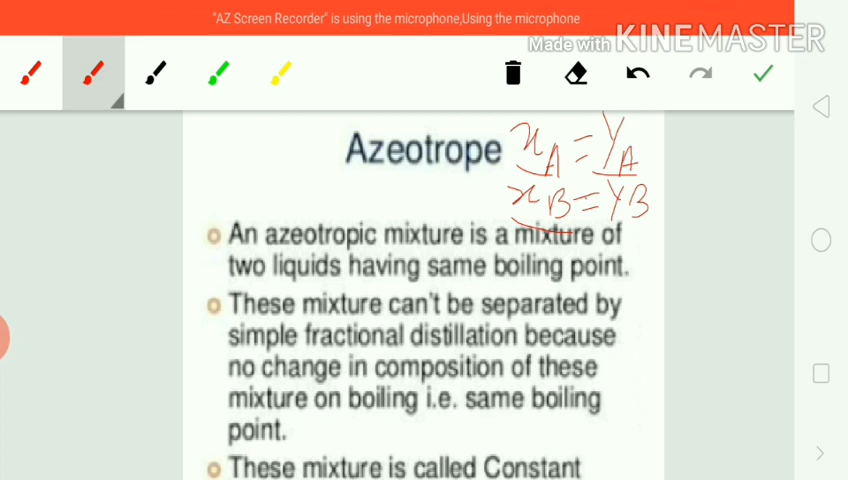 "AZ Screen Recorder" is using the microphone,Using the microphone
Made with KINEMASTER
Azeotrope
xA = YA
xB = YB
o An azeotropic mixture is a mixture of
two liquids having same boiling point.
o These mixture can't be separated by
simple fractional distillation because
no change in composition of these
mixture on boiling i.e. same boiling
point.
o These mixture is called Constant